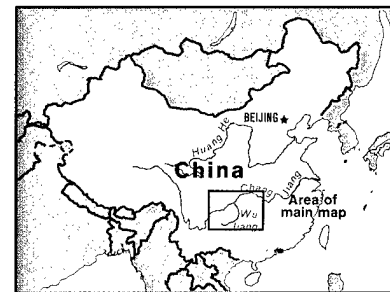 BEIJING
Huang He
China
Chang Jiang
Area of
main map
Wu
Jiang